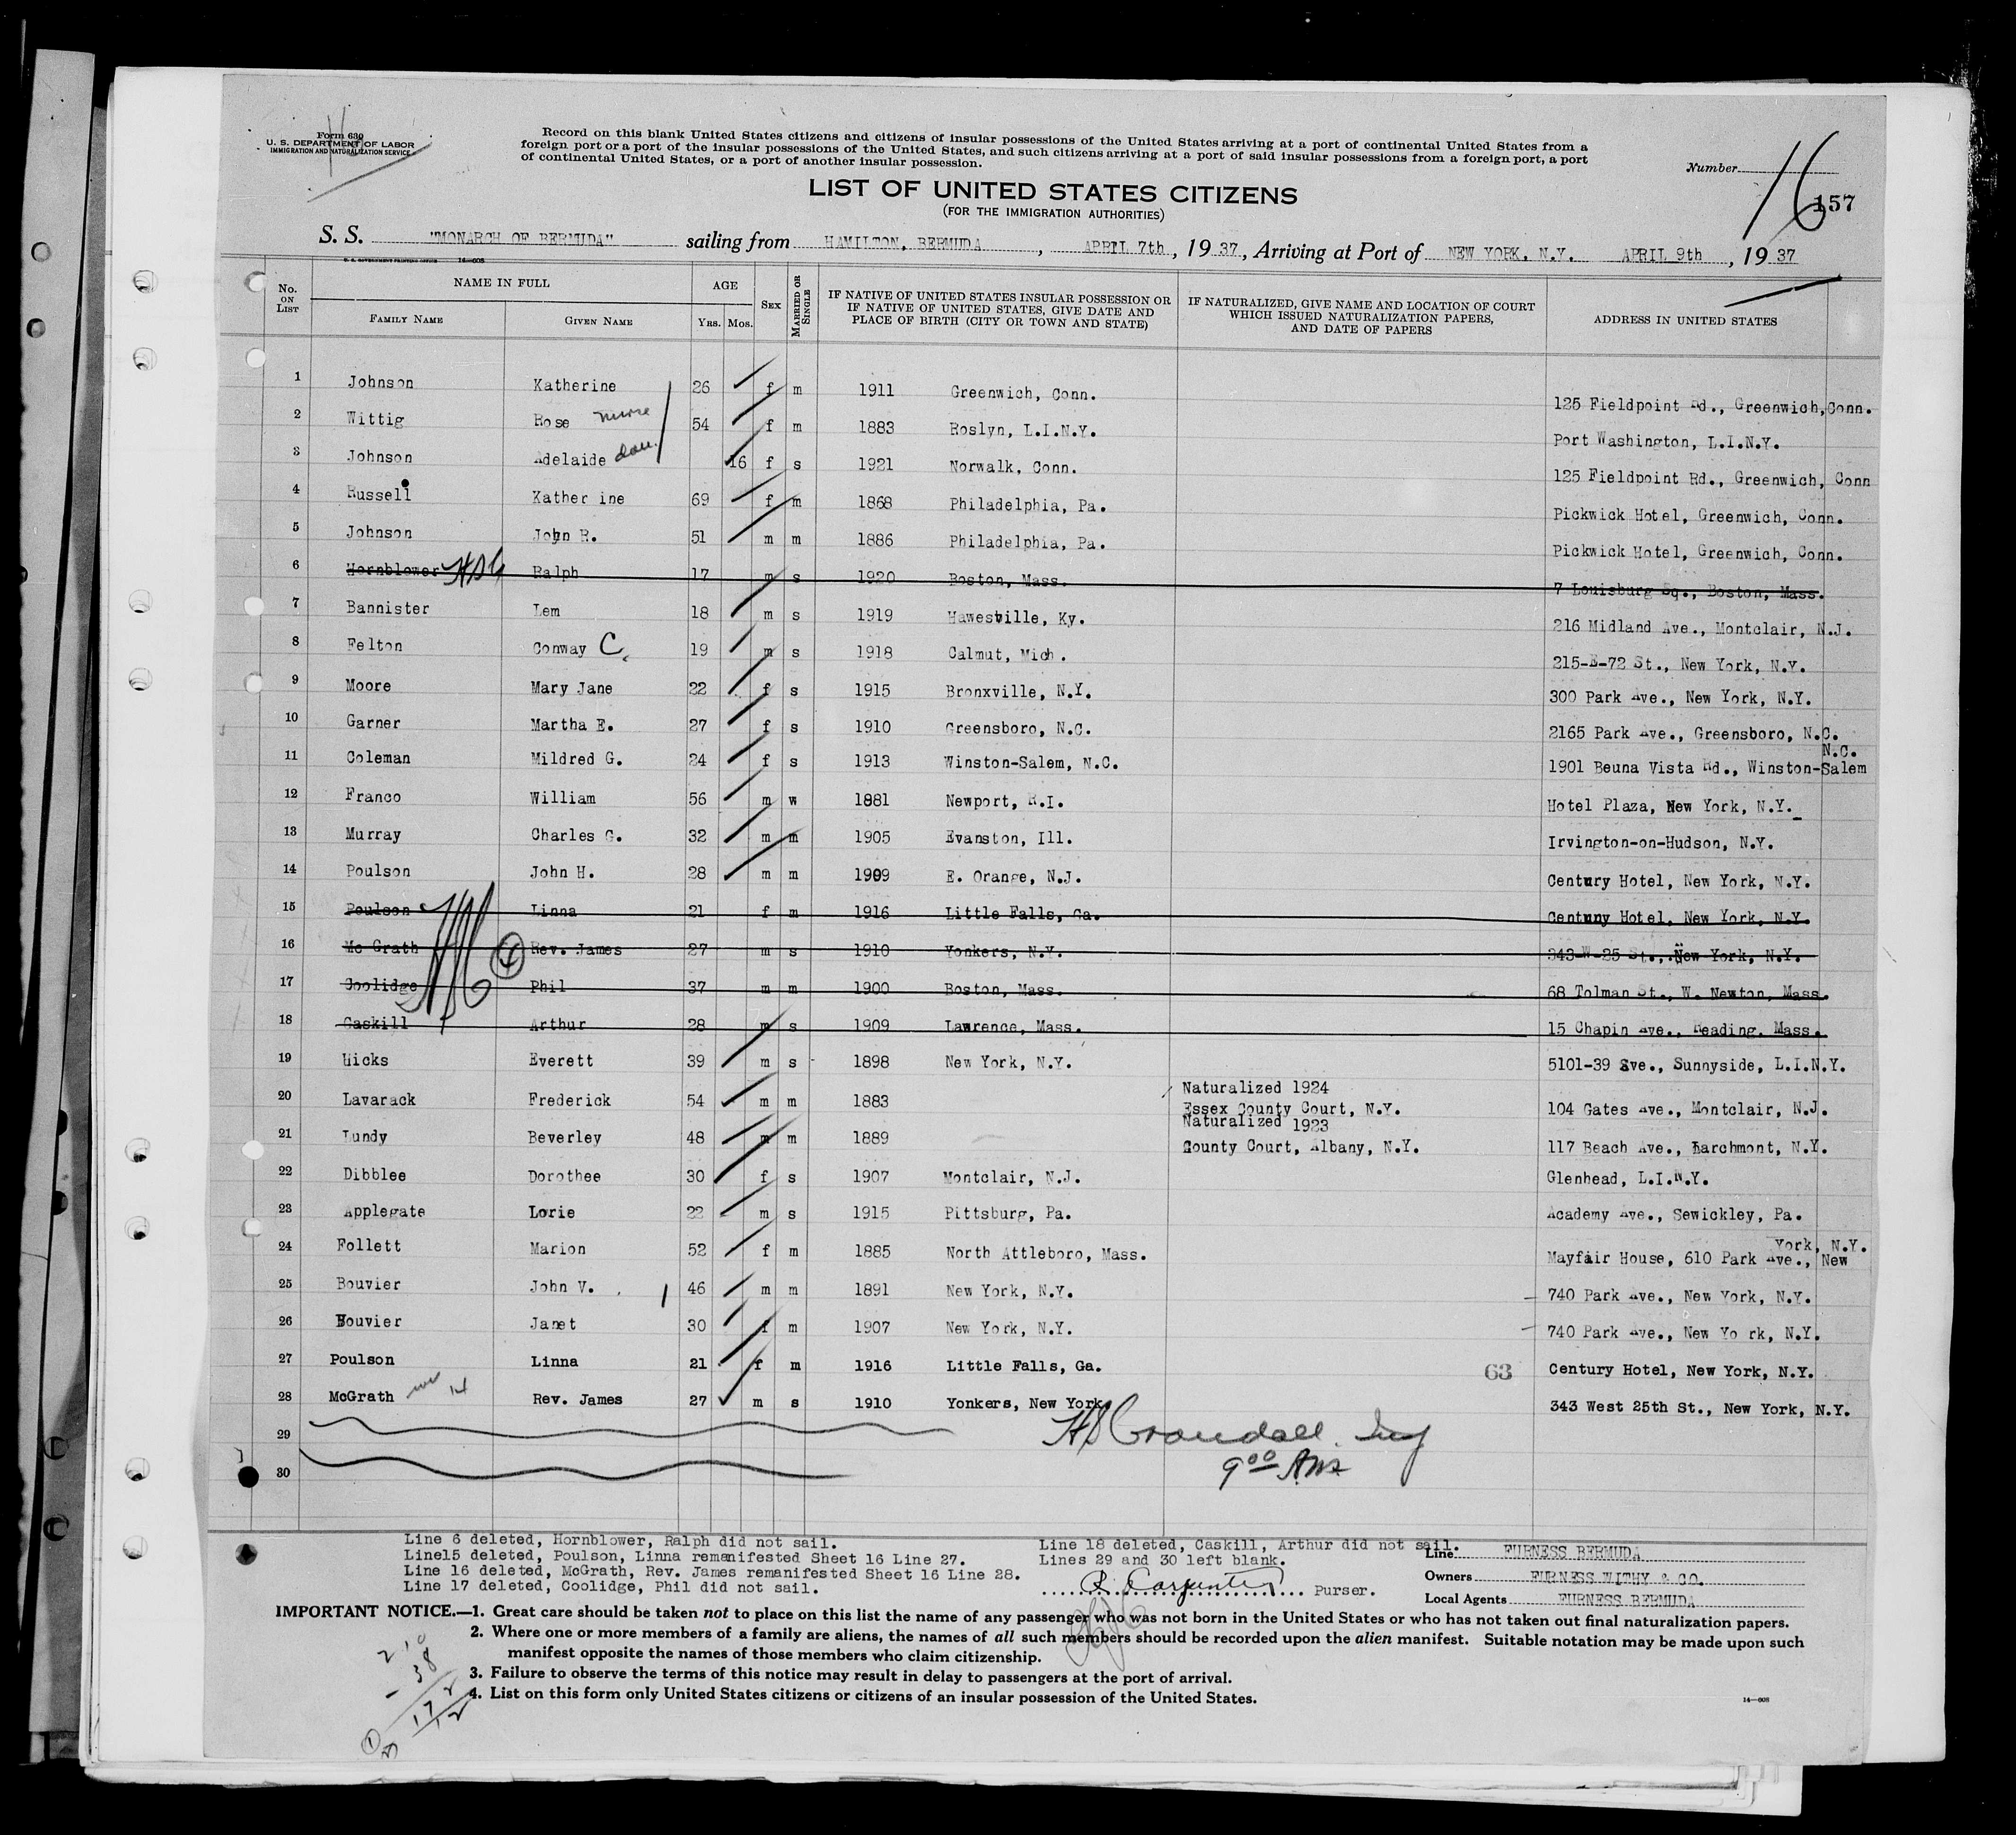 Form 630
U. S. DEPARTMENT OF LABOR
IMMIGRATION AND NATURALIZATION SERVICE
Record on this blank United States citizens and citizens of insular possessions of the United States arriving at a port of continental United States from a
foreign port or a port of the insular possessions of the United States, and such citizens arriving at a port of said insular possessions from a foreign port, a port
of continental United States, or a port of another insular possession.
Number
16
157
LIST OF UNITED STATES CITIZENS
(FOR THE IMMIGRATION AUTHORITIES)
S. S. "MONARCH OF BERMUDA" sailing from HAMILTON, BERMUDA, APRIL 7th, 19 37, Arriving at Port of NEW YORK, N.Y. APRIL 9th, 19 37
U. S. GOVERNMENT PRINTING OFFICE 14—608
No. ON LIST NAME IN FULL FAMILY NAME GIVEN NAME AGE Yrs. Mos. SEX MARRIED OR SINGLE IF NATIVE OF UNITED STATES INSULAR POSSESSION OR IF NATIVE OF UNITED STATES, GIVE DATE AND PLACE OF BIRTH (CITY OR TOWN AND STATE) IF NATURALIZED, GIVE NAME AND LOCATION OF COURT WHICH ISSUED NATURALIZATION PAPERS, AND DATE OF PAPERS ADDRESS IN UNITED STATES
1 Johnson Katherine 26 f m 1911 Greenwich, Conn. 125 Fieldpoint Rd., Greenwich, Conn.
2 Wittig Rose nurse 54 f m 1883 Roslyn, L.I.N.Y. Port Washington, L.I.N.Y.
3 Johnson Adelaide dau. 16 f s 1921 Norwalk, Conn. 125 Fieldpoint Rd., Greenwich, Conn
4 Russell Kather ine 69 f m 1868 Philadelphia, Pa. Pickwick Hotel, Greenwich, Conn.
5 Johnson John R. 51 m m 1886 Philadelphia, Pa. Pickwick Hotel, Greenwich, Conn.
6 Hornblower Ralph 17 m s 1920 Boston, Mass. 7 Louisburg Sq., Boston, Mass.
7 Bannister Lem 18 m s 1919 Hawesville, Ky. 216 Midland Ave., Montclair, N.J.
8 Felton Conway C. 19 m s 1918 Calmut, Mich. 215-E-72 St., New York, N.Y.
9 Moore Mary Jane 22 f s 1915 Bronxville, N.Y. 300 Park Ave., New York, N.Y.
10 Garner Martha E. 27 f s 1910 Greensboro, N.C. 2165 Park Ave., Greensboro, N.C.
11 Coleman Mildred G. 24 f s 1913 Winston-Salem, N.C. 1901 Beuna Vista Rd., Winston-Salem N.C.
12 Franco William 56 m w 1881 Newport, R.I. Hotel Plaza, New York, N.Y.
13 Murray Charles G. 32 m m 1905 Evanston, Ill. Irvington-on-Hudson, N.Y.
14 Poulson John H. 28 m m 1909 E. Orange, N.J. Century Hotel, New York, N.Y.
15 Poulson Linna 21 f m 1916 Little Falls, Ga. Century Hotel, New York, N.Y.
16 Mc Grath Rev. James 27 m s 1910 Yonkers, N.Y. 343-W-25 St., New York, N.Y.
17 Coolidge Phil 37 m m 1900 Boston, Mass. 68 Tolman St., W. Newton, Mass.
18 Caskill Arthur 28 m s 1909 Lawrence, Mass. 15 Chapin Ave., Reading, Mass.
19 Hicks Everett 39 m s 1898 New York, N.Y. 5101-39 Ave., Sunnyside, L.I.N.Y.
20 Lavarack Frederick 54 m m 1883 Naturalized 1924 Essex County Court, N.Y. 104 Gates Ave., Montclair, N.J.
21 Lundy Beverley 48 m m 1889 Naturalized 1923 County Court, Albany, N.Y. 117 Beach Ave., Larchmont, N.Y.
22 Dibblee Dorothee 30 f s 1907 Montclair, N.J. Glenhead, L.I.N.Y.
23 Applegate Lorie 22 m s 1915 Pittsburg, Pa. Academy Ave., Sewickley, Pa.
24 Follett Marion 52 f m 1885 North Attleboro, Mass. Mayfair House, 610 Park Ave., New York, N.Y.
25 Bouvier John V. 46 m m 1891 New York, N.Y. 740 Park Ave., New York, N.Y.
26 Bouvier Janet 30 f m 1907 New York, N.Y. 740 Park Ave., New Yo rk, N.Y.
27 Poulson Linna 21 f m 1916 Little Falls, Ga. 63 Century Hotel, New York, N.Y.
28 McGrath Rev. James 27 m s 1910 Yonkers, New York 343 West 25th St., New York, N.Y.
29
30
HS Crandall Insp
9 00 Am
Line 6 deleted, Hornblower, Ralph did not sail.
Line15 deleted, Poulson, Linna remanifested Sheet 16 Line 27.
Line 16 deleted, McGrath, Rev. James remanifested Sheet 16 Line 28.
Line 17 deleted, Coolidge, Phil did not sail.
Line 18 deleted, Caskill, Arthur did not sail.
Lines 29 and 30 left blank.
R. Carpenter Purser.
Line FURNESS BERMUDA
Owners FURNESS WITHY & CO.
Local Agents FURNESS BERMUDA
IMPORTANT NOTICE.—1. Great care should be taken not to place on this list the name of any passenger who was not born in the United States or who has not taken out final naturalization papers.
2. Where one or more members of a family are aliens, the names of all such members should be recorded upon the alien manifest. Suitable notation may be made upon such
manifest opposite the names of those members who claim citizenship.
3. Failure to observe the terms of this notice may result in delay to passengers at the port of arrival.
4. List on this form only United States citizens or citizens of an insular possession of the United States.
14—608